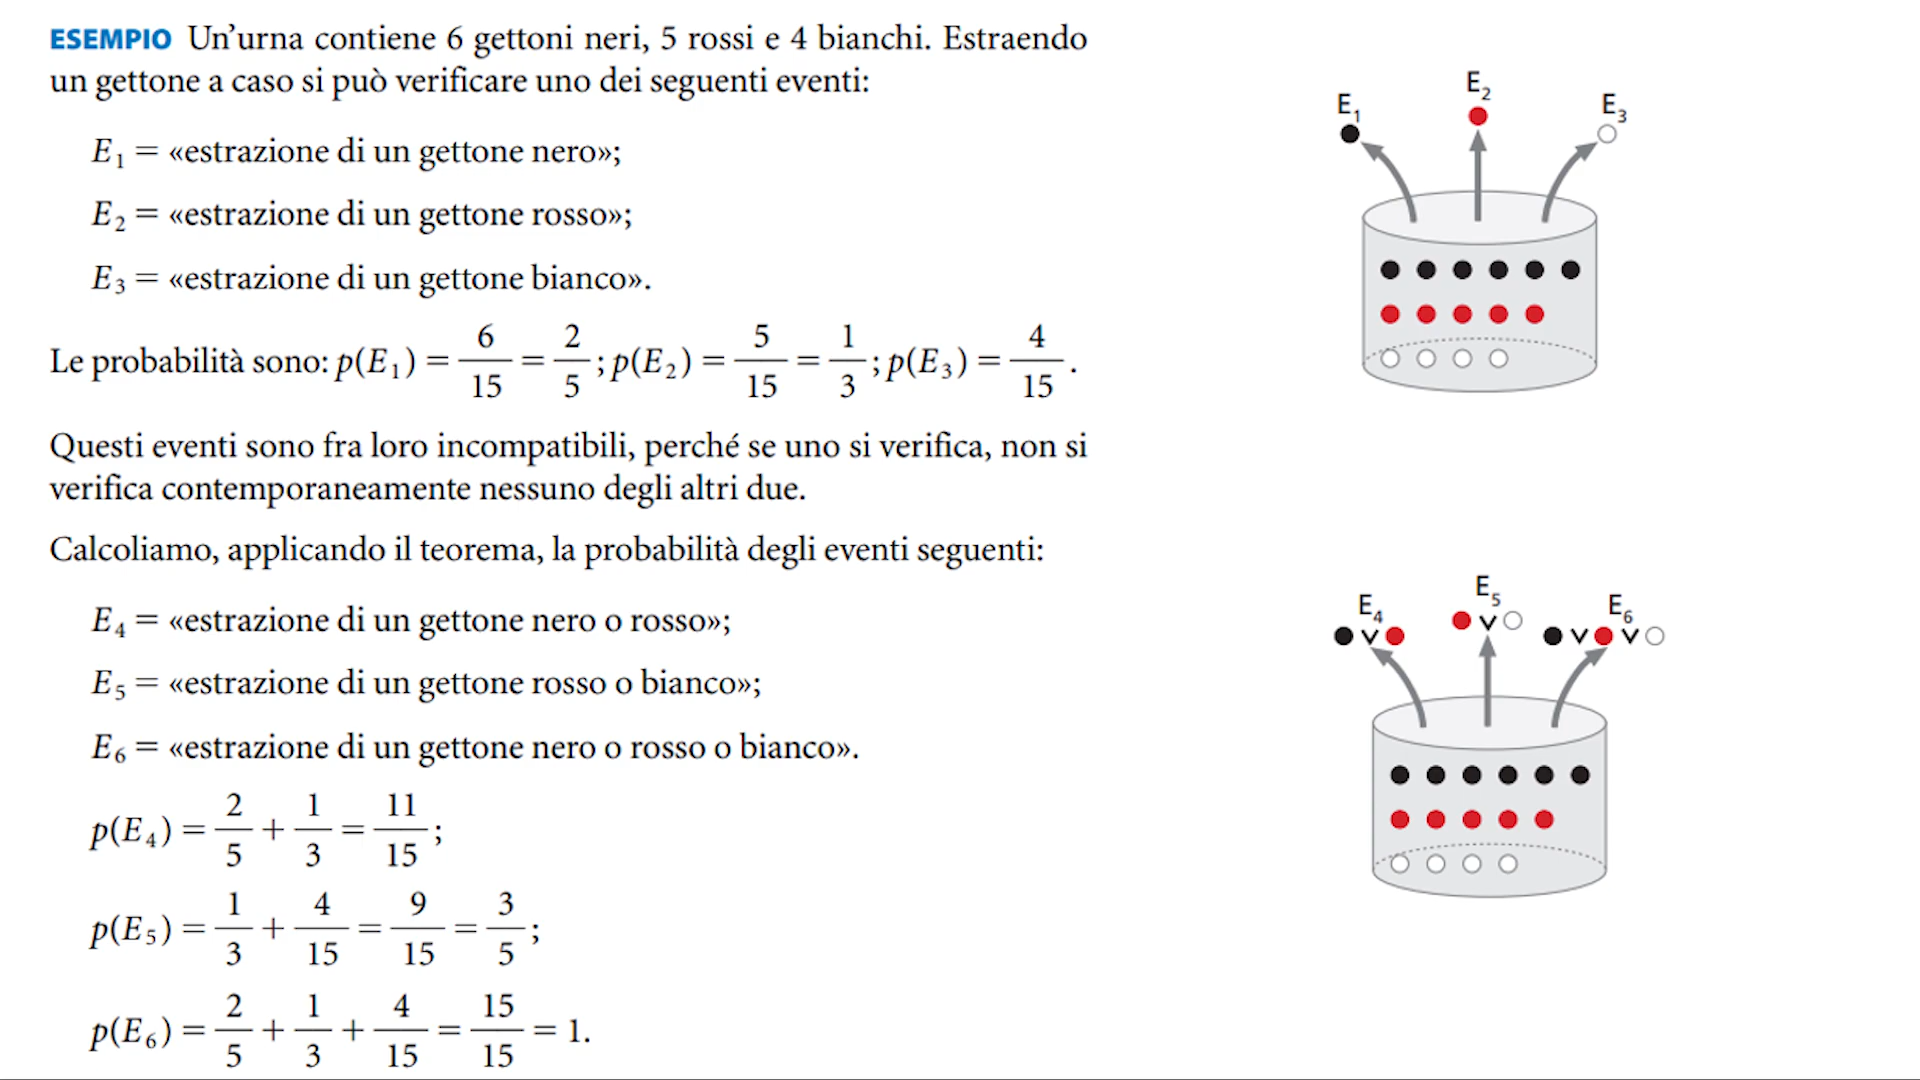 ESEMPIO Un'urna contiene 6 gettoni neri, 5 rossi e 4 bianchi. Estraendo
un gettone a caso si può verificare uno dei seguenti eventi:
E₁ = «estrazione di un gettone nero»;
E₂ = «estrazione di un gettone rosso»;
E₃ = «estrazione di un gettone bianco».
Le probabilità sono: p(E₁) = 6/15 = 2/5 ; p(E₂) = 5/15 = 1/3 ; p(E₃) = 4/15 .
Questi eventi sono fra loro incompatibili, perché se uno si verifica, non si
verifica contemporaneamente nessuno degli altri due.
Calcoliamo, applicando il teorema, la probabilità degli eventi seguenti:
E₄ = «estrazione di un gettone nero o rosso»;
E₅ = «estrazione di un gettone rosso o bianco»;
E₆ = «estrazione di un gettone nero o rosso o bianco».
p(E₄) = 2/5 + 1/3 = 11/15 ;
p(E₅) = 1/3 + 4/15 = 9/15 = 3/5 ;
p(E₆) = 2/5 + 1/3 + 4/15 = 15/15 = 1.
E₁ E₂ E₃
E₄ E₅ E₆
∨ ∨ ∨ ∨